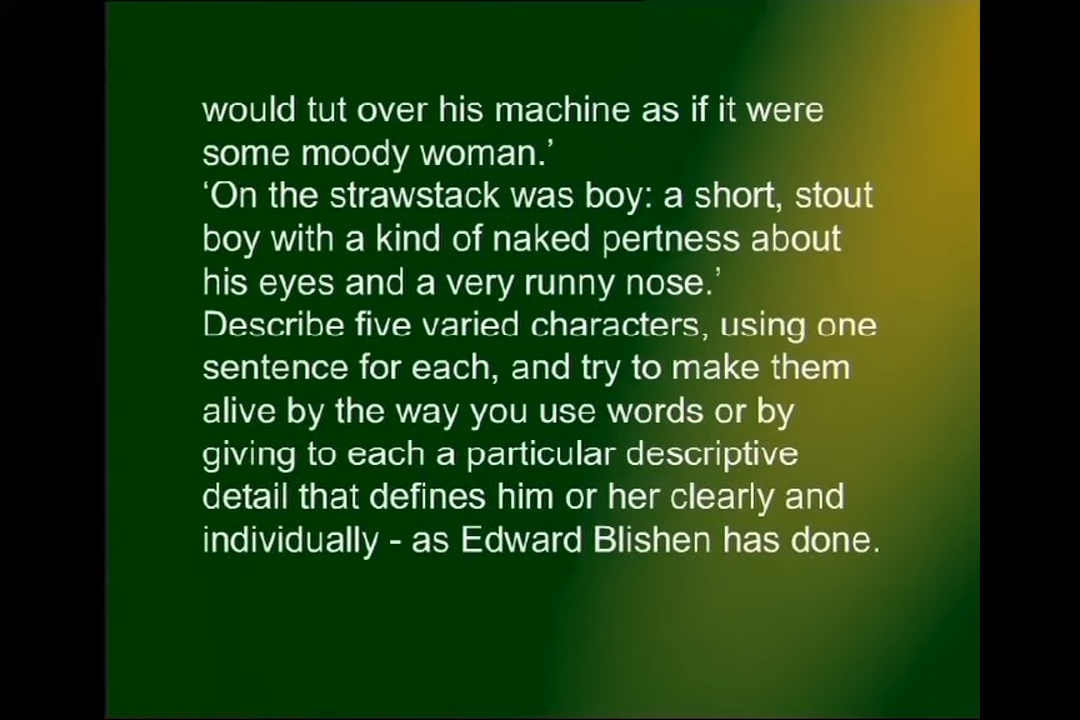 would tut over his machine as if it were
some moody woman.’
‘On the strawstack was boy: a short, stout
boy with a kind of naked pertness about
his eyes and a very runny nose.’
Describe five varied characters, using one
sentence for each, and try to make them
alive by the way you use words or by
giving to each a particular descriptive
detail that defines him or her clearly and
individually - as Edward Blishen has done.